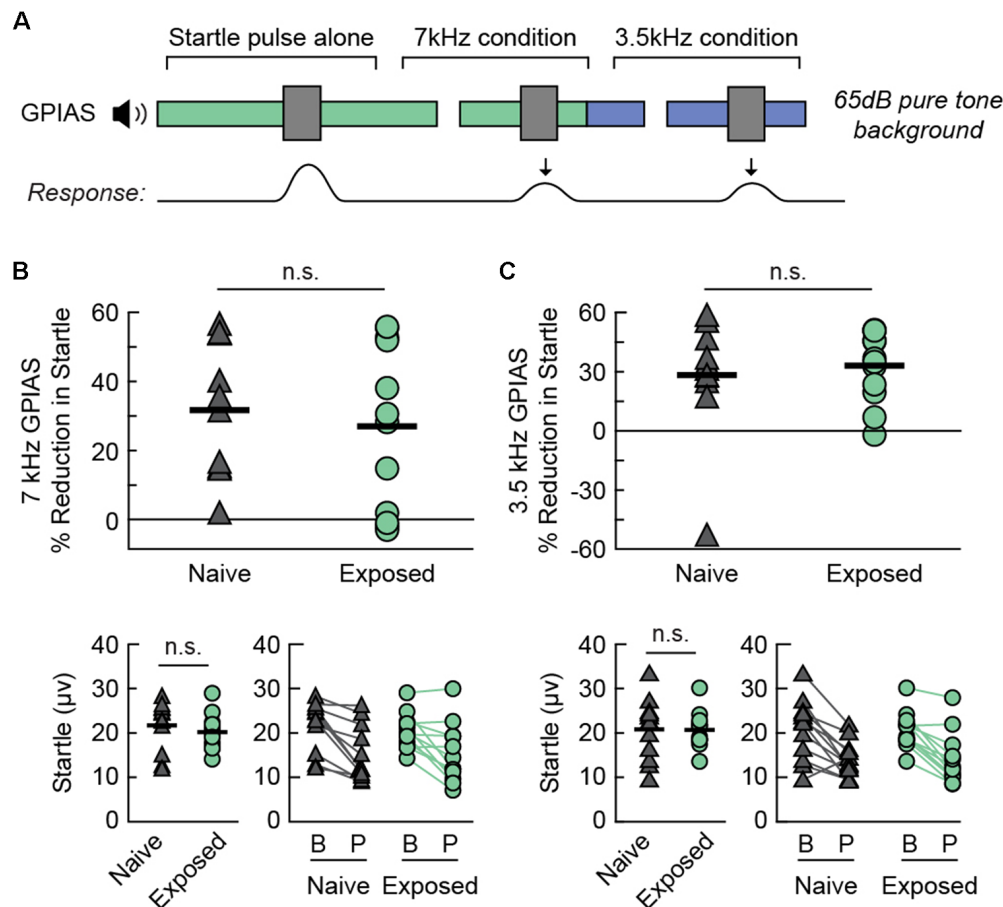 A
Startle pulse alone
7kHz condition
3.5kHz condition
GPIAS
65dB pure tone
background
Response:
B
n.s.
7 kHz GPIAS
% Reduction in Startle
60
40
20
0
Naive
Exposed
C
n.s.
3.5 kHz GPIAS
% Reduction in Startle
60
30
0
-30
-60
Naive
Exposed
Startle (µv)
40
30
20
10
0
n.s.
Naive
Exposed
40
30
20
10
0
B P B P
Naive Exposed
Startle (µv)
40
30
20
10
0
n.s.
Naive
Exposed
40
30
20
10
0
B P B P
Naive Exposed